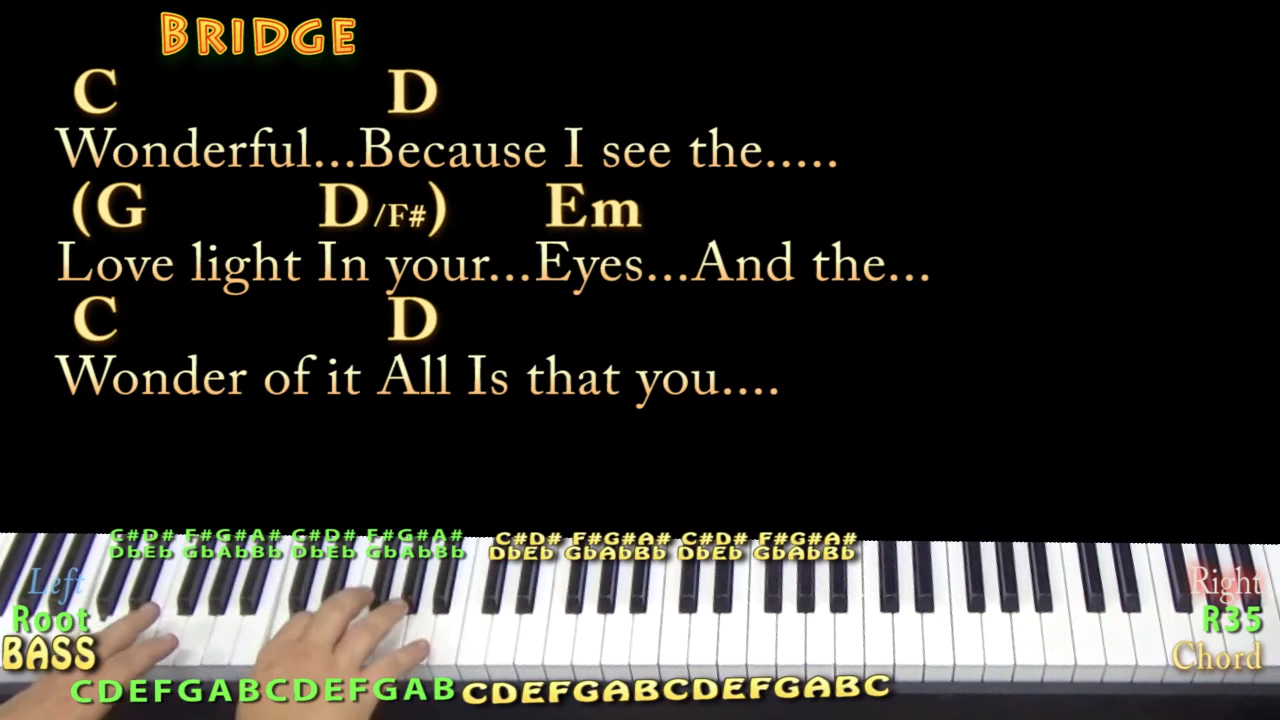 BRIDGE
C D
Wonderful...Because I see the.....
(G D/F#) Em
Love light In your...Eyes...And the...
C D
Wonder of it All Is that you....
C#D# F#G#A# C#D# F#G#A# C#D# F#G#A# C#D# F#G#A#
DbEb GbAbBb DbEb GbAbBb DbEb GbAbBb DbEb GbAbBb
Left
Root
BASS
Right
R35
Chord
CDEFGABCDEFGAB CDEFGABCDEFGABC